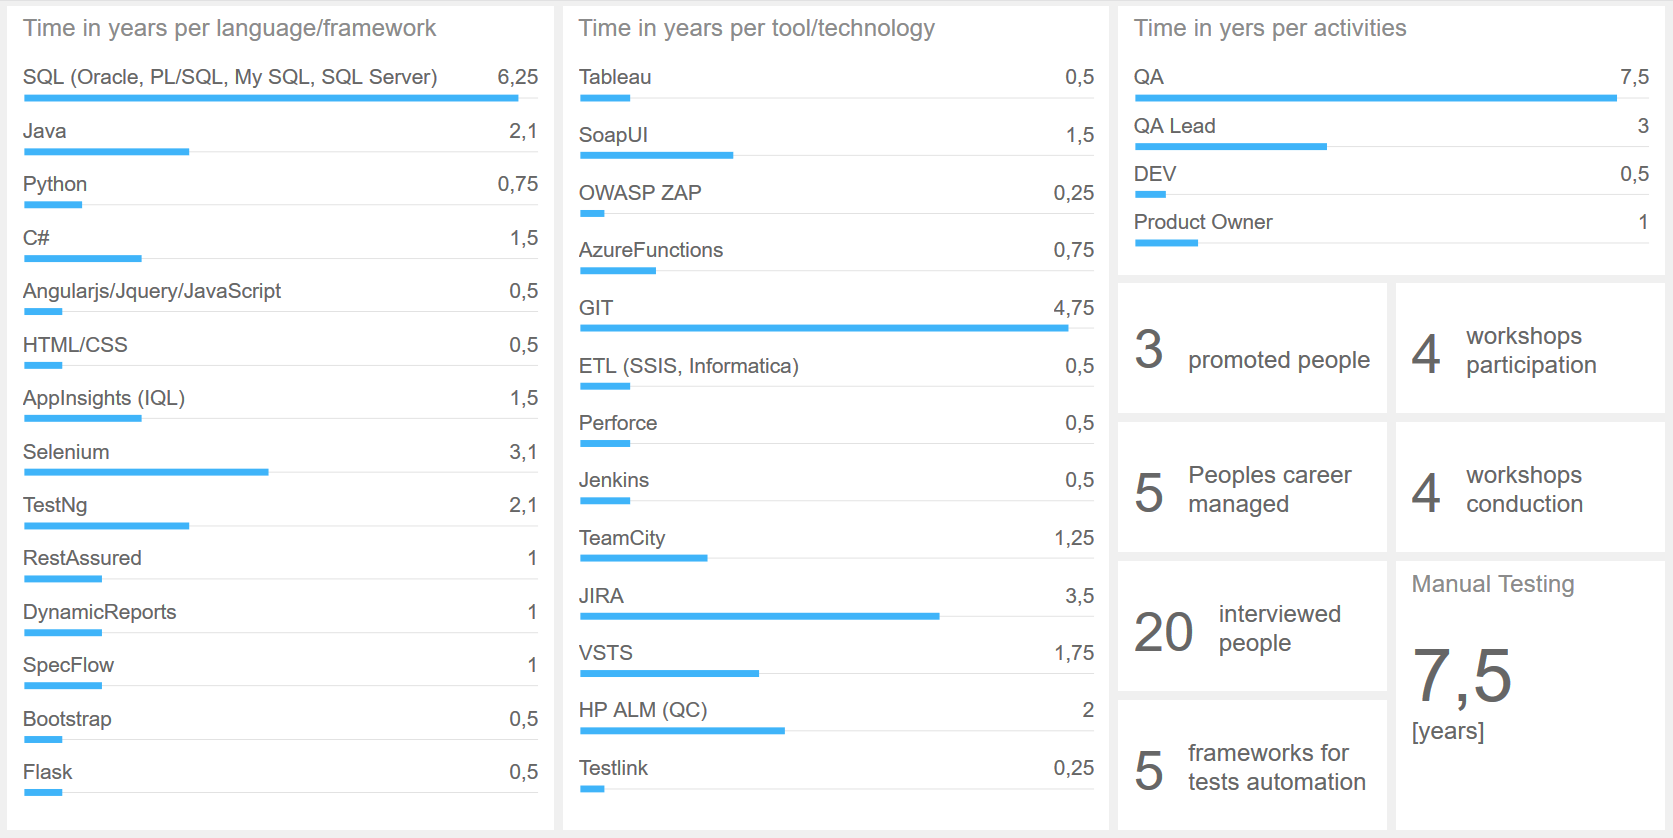 Time in years per language/framework
SQL (Oracle, PL/SQL, My SQL, SQL Server) 6,25
Java 2,1
Python 0,75
C# 1,5
Angularjs/Jquery/JavaScript 0,5
HTML/CSS 0,5
AppInsights (IQL) 1,5
Selenium 3,1
TestNg 2,1
RestAssured 1
DynamicReports 1
SpecFlow 1
Bootstrap 0,5
Flask 0,5
Time in years per tool/technology
Tableau 0,5
SoapUI 1,5
OWASP ZAP 0,25
AzureFunctions 0,75
GIT 4,75
ETL (SSIS, Informatica) 0,5
Perforce 0,5
Jenkins 0,5
TeamCity 1,25
JIRA 3,5
VSTS 1,75
HP ALM (QC) 2
Testlink 0,25
Time in yers per activities
QA 7,5
QA Lead 3
DEV 0,5
Product Owner 1
3 promoted people
4 workshops
participation
5 Peoples career
managed
4 workshops
conduction
20 interviewed
people
Manual Testing
7,5
[years]
5 frameworks for
tests automation